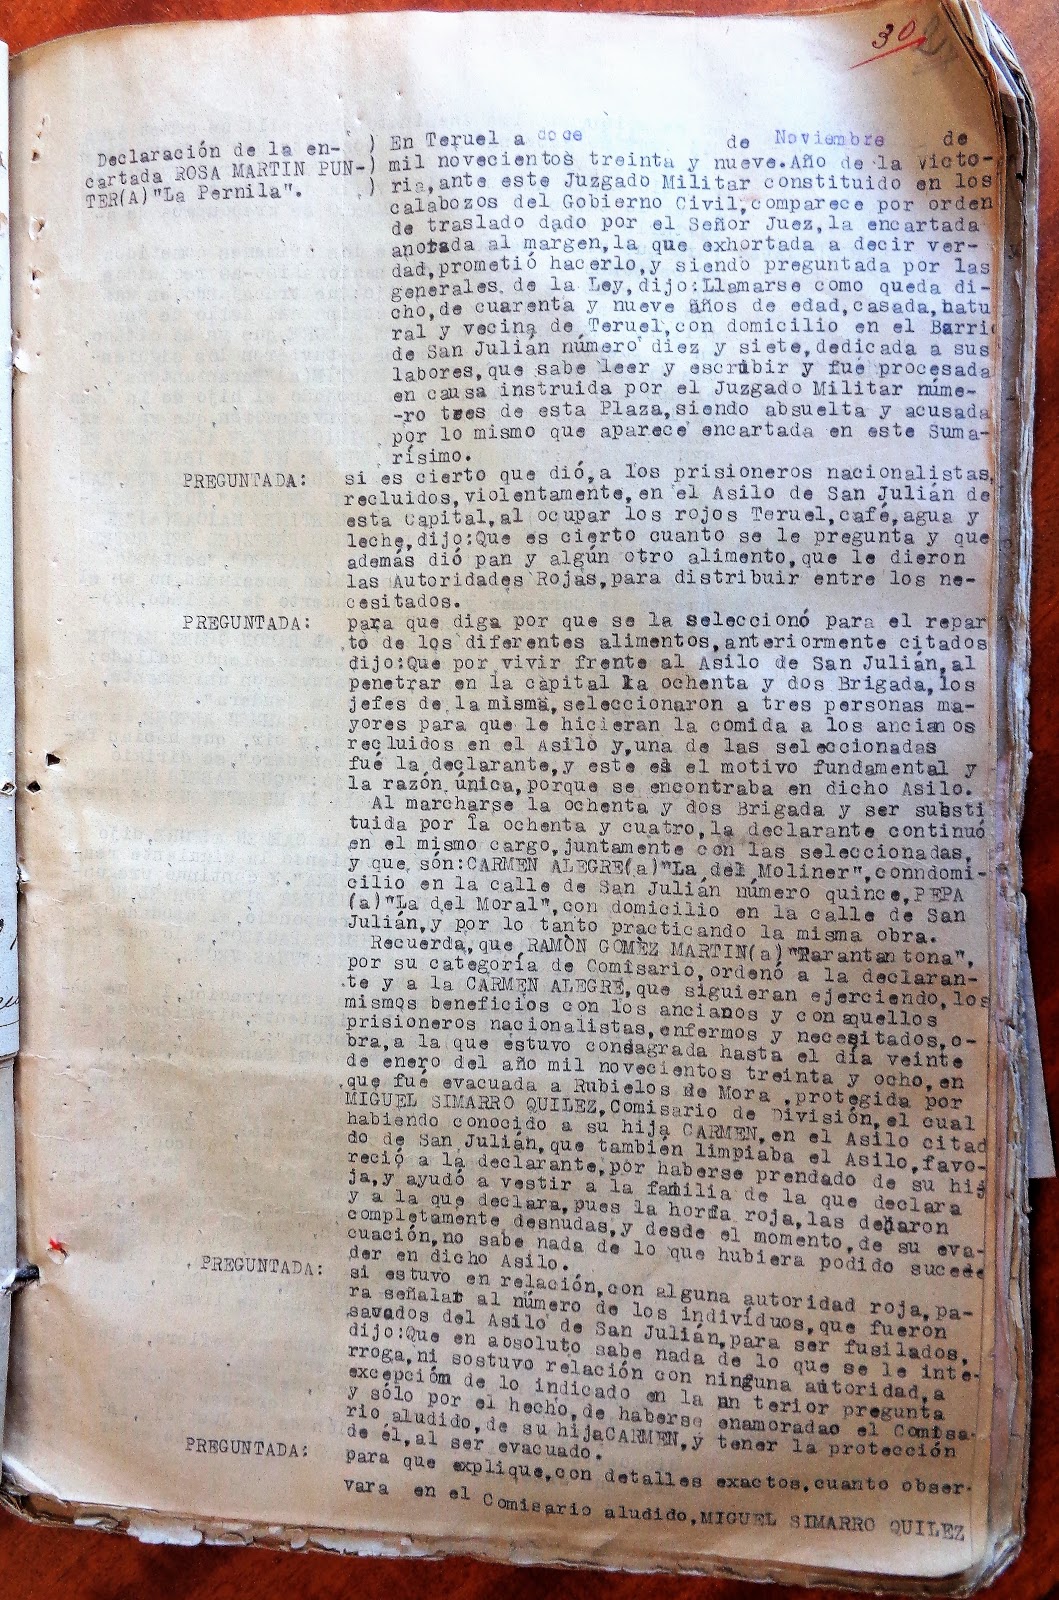 30
Declaración de la en- ) En Teruel a doce de Noviembre de
cartada ROSA MARTIN PUN-) mil novecientos treinta y nueve.Año de la Victo-
TER(A)"La Pernila". ) ria,ante este Juzgado Militar constituido en los
calabozos del Gobierno Civil,comparece por orden
de traslado dado por el Señor Juez,la encartada
anotada al margen,la que exhortada a decir ver-
dad,prometió hacerlo,y siendo preguntada por las
generales de la Ley,dijo:Llamarse como queda di-
cho,de cuarenta y nueve años de edad,casada,natu
ral y vecina de Teruel,con domicilio en el Barri
de San Julián número diez y siete,dedicada a sus
labores,que sabe leer y escribir y fué procesada
en causa instruida por el Juzgado Militar núme-
-ro tres de esta Plaza,siendo absuelta y acusada
por lo mismo que aparece encartada en este Suma-
rísimo.
PREGUNTADA: si es cierto que dió,a los prisioneros nacionalistas,
recluidos,violentamente,en el Asilo de San Julián de
esta Capital,al ocupar los rojos Teruel,café,agua y
leche,dijo:Que es cierto cuanto se le pregunta y que
además dió pan y algún otro alimento,que le dieron
las Autoridades Rojas,para distribuir entre los ne-
cesitados.
PREGUNTADA: para que diga por que se la seleccionó para el repar
to de los diferentes alimentos,anteriormente citados
dijo:Que por vivir frente al Asilo de San Julián,al
penetrar en la capital la ochenta y dos Brigada,los
jefes de la misma,seleccionaron a tres personas ma-
yores para que le hicieran la comida a los ancianos
recluidos en el Asilo y,una de las seleccionadas
fué la declarante,y este es el motivo fundamental y
la razón única,porque se encontraba en dicho Asilo.
Al marcharse la ochenta y dos Brigada y ser substi
tuida por la ochenta y cuatro,la declarante continuó
en el mismo cargo,juntamente con las seleccionadas,
y que són:CARMEN ALEGRE(a)"La del Moliner",conndomi-
cilio en la calle de San Julián número quince,PEPA
(a)"La del Moral",con domicilio en la calle de San
Julián,y por lo tanto practicando la misma obra.
Recuerda,que RAMÒN GOMEZ MARTIN(a)"Tarantantona",
por su categoría de Comisario,ordenó a la declaran-
te y a la CARMEN ALEGRE,que siguieran ejerciendo,los
mismos beneficios con los ancianos y con aquellos
prisioneros nacionalistas,enfermos y necesitados,o-
bra,a la que estuvo consagrada hasta el día veinte
de enero del año mil novecientos treinta y ocho,en
que fué evacuada a Rubielos de Mora ,protegida por
MIGUEL SIMARRO QUILEZ,Comisario de División,el cual
habiendo conocido a su hija CARMEN,en el Asilo citad
do de San Julián,que también limpiaba el Asilo,favo-
reció a la declarante,por haberse prendado de su hij
ja,y ayudó a vestir a la familia de la que declara
y a la que declara,pues la horda roja,las dejaron
completamente desnudas,y desde el momento,de su eva-
cuación,no sabe nada de lo que hubiera podido sucede
der en dicho Asilo.
PREGUNTADA: si estuvo en relación,con alguna autoridad roja,pa-
ra señalar al número de los indivíduos,que fueron
sacados del Asilo de San Julián,para ser fusilados,
dijo:Que en absoluto sabe nada de lo que se le inte-
rroga,ni sostuvo relación con ninguna autoridad,a
excepcióm de lo indicado en la an terior pregunta
y sólo por el hecho,de haberse enamoradao el Comisa-
rio aludido,de su hijaCARMEN,y tener la protección
de él,al ser evacuado.
PREGUNTADA: para que explique,con detalles exactos,cuanto obser-
vara en el Comisario aludido,MIGUEL SIMARRO QUILEZ